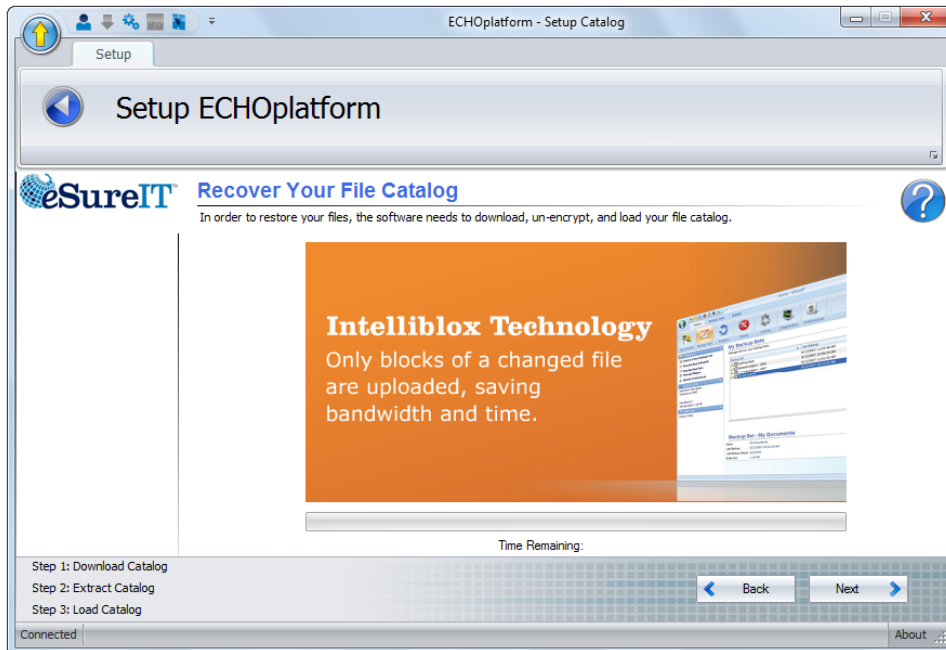 ECHOplatform - Setup Catalog
Setup
Setup ECHOplatform
eSureIT™
Recover Your File Catalog
In order to restore your files, the software needs to download, un-encrypt, and load your file catalog.
Intelliblox Technology
Only blocks of a changed file
are uploaded, saving
bandwidth and time.
My Backup Sets
Backup Set - My Documents
Time Remaining:
Step 1: Download Catalog
Step 2: Extract Catalog
Step 3: Load Catalog
Back
Next
Connected
About